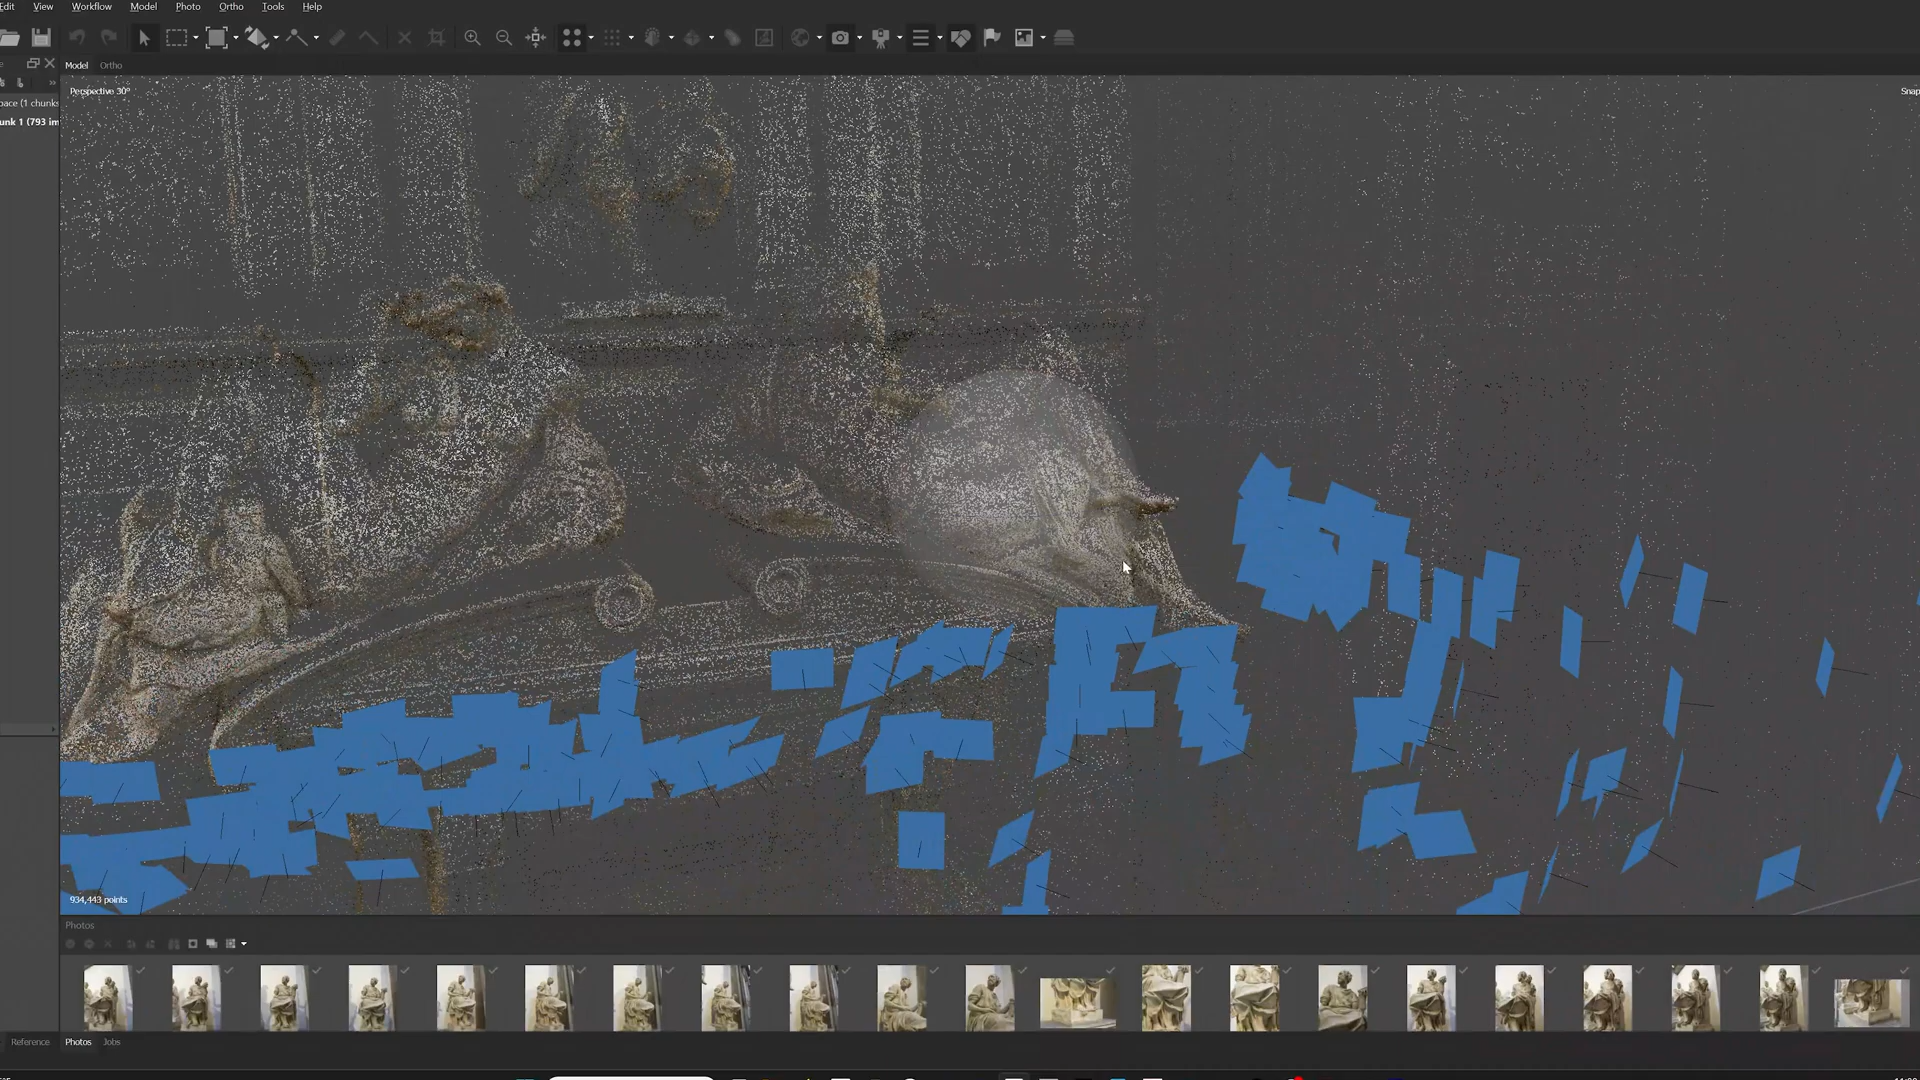 Edit View Workflow Model Photo Ortho Tools Help
Model Ortho
pace (1 chunks
unk 1 (793 im
Perspective 30°
Snap
934,443 points
Photos
Reference Photos Jobs